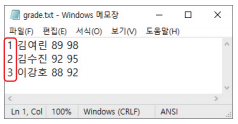 grade.txt - Windows 메모장
파일(F) 편집(E) 서식(O) 보기(V) 도움말(H)
1 김여린 89 98
2 김수진 92 95
3 이강호 88 92
Ln 1, Col 100% Windows (CRLF) ANSI